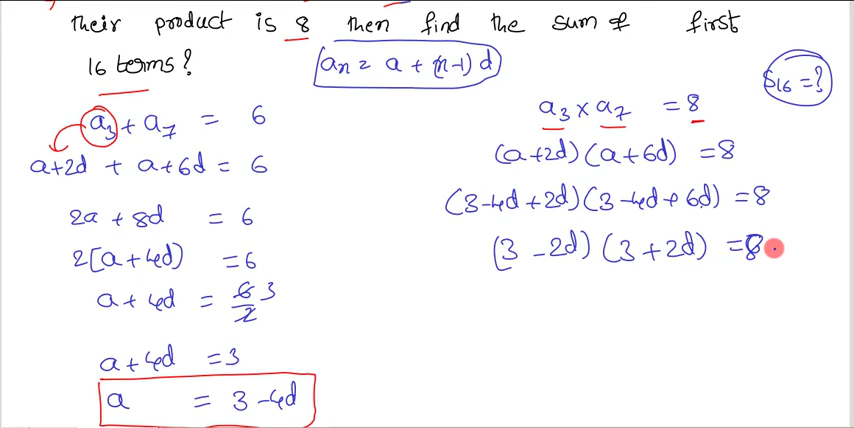 their product is 8 then find the sum of first
16 terms?
an = a + (n-1) d
S16 = ?
a3 + a7 = 6
a+2d + a+6d = 6
2a + 8d = 6
2[a + 4d) = 6
a + 4d = 6/2 3
a + 4d = 3
a = 3-4d
a3 × a7 = 8
(a+2d) (a+6d) = 8
(3-4d+2d) (3-4d+6d) = 8
(3 - 2d) (3 + 2d) = 8